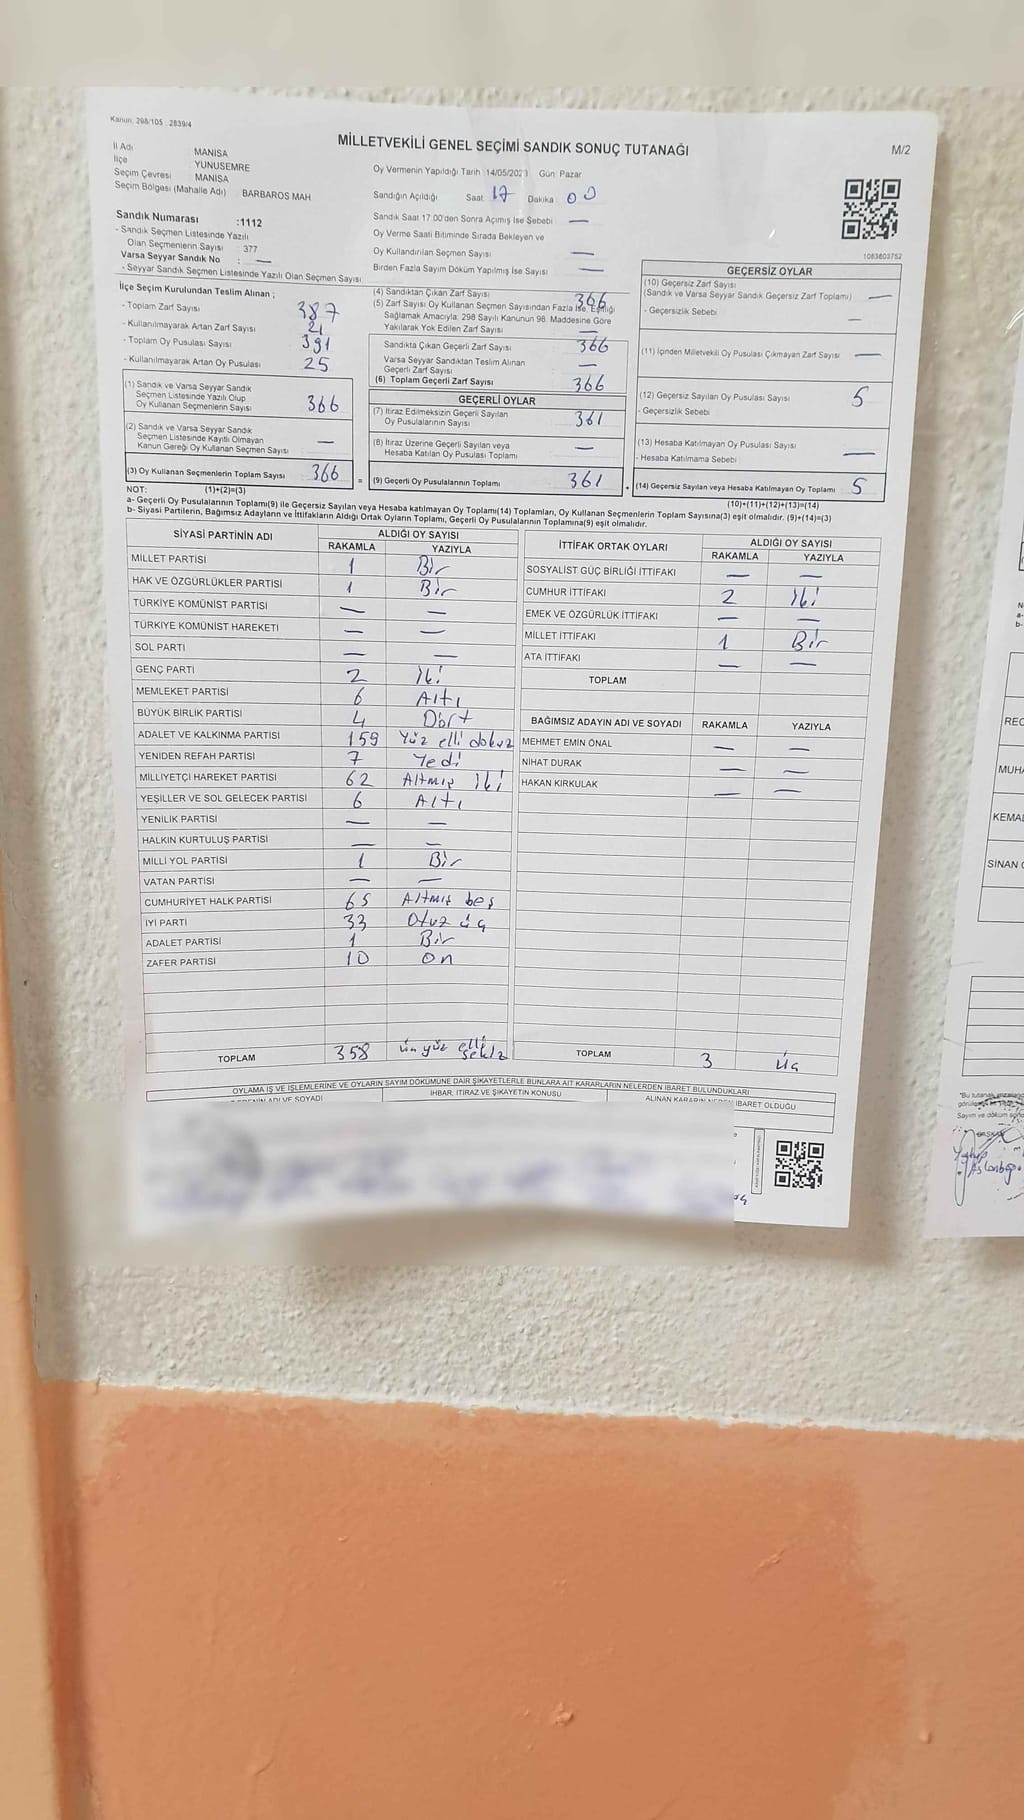 Kanun: 298/105 - 2839/4
MİLLETVEKİLİ GENEL SEÇİMİ SANDIK SONUÇ TUTANAĞI
M/2
İl Adı MANİSA
İlçe YUNUSEMRE
Seçim Çevresi MANİSA
Seçim Bölgesi (Mahalle Adı) BARBAROS MAH
Oy Vermenin Yapıldığı Tarih 14/05/2023 Gün: Pazar
Sandığın Açıldığı Saat 17 Dakika 00
Sandık Saat 17.00'den Sonra Açımış İse Sebebi —
Oy Verme Saati Bitiminde Sırada Bekleyen ve
Oy Kullandırılan Seçmen Sayısı —
Birden Fazla Sayım Döküm Yapılmış İse Sayısı —
1083603752
Sandık Numarası :1112
- Sandık Seçmen Listesinde Yazılı
Olan Seçmenlerin Sayısı : 377
Varsa Seyyar Sandık No : —
- Seyyar Sandık Seçmen Listesinde Yazılı Olan Seçmen Sayısı
İlçe Seçim Kurulundan Teslim Alınan ;
- Toplam Zarf Sayısı 387
- Kullanılmayarak Artan Zarf Sayısı 21
- Toplam Oy Pusulası Sayısı 391
- Kullanılmayarak Artan Oy Pusulası 25
(1) Sandık ve Varsa Seyyar Sandık
Seçmen Listesinde Yazılı Olup
Oy Kullanan Seçmenlerin Sayısı 366
(2) Sandık ve Varsa Seyyar Sandık
Seçmen Listesinde Kayıtlı Olmayan
Kanun Gereği Oy Kullanan Seçmen Sayısı —
(3) Oy Kullanan Seçmenlerin Toplam Sayısı 366
(4) Sandıktan Çıkan Zarf Sayısı 366
(5) Zarf Sayısı Oy Kullanan Seçmen Sayısından Fazla İse, Eşitliği
Sağlamak Amacıyla; 298 Sayılı Kanunun 98. Maddesine Göre
Yakılarak Yok Edilen Zarf Sayısı —
Sandıkta Çıkan Geçerli Zarf Sayısı 366
Varsa Seyyar Sandıktan Teslim Alınan
Geçerli Zarf Sayısı —
(6) Toplam Geçerli Zarf Sayısı 366
GEÇERLİ OYLAR
(7) İtiraz Edilmeksizin Geçerli Sayılan
Oy Pusulalarının Sayısı 361
(8) İtiraz Üzerine Geçerli Sayılan veya
Hesaba Katılan Oy Pusulası Toplamı —
= (9) Geçerli Oy Pusulalarının Toplamı 361
GEÇERSİZ OYLAR
(10) Geçersiz Zarf Sayısı
(Sandık ve Varsa Seyyar Sandık Geçersiz Zarf Toplamı) —
- Geçersizlik Sebebi —
(11) İçinden Milletvekili Oy Pusulası Çıkmayan Zarf Sayısı —
(12) Geçersiz Sayılan Oy Pusulası Sayısı 5
- Geçersizlik Sebebi
(13) Hesaba Katılmayan Oy Pusulası Sayısı
- Hesaba Katılmama Sebebi —
+ (14) Geçersiz Sayılan veya Hesaba Katılmayan Oy Toplamı 5
NOT: (1)+(2)=(3)
(10)+(11)+(12)+(13)=(14)
a- Geçerli Oy Pusulalarının Toplamı(9) ile Geçersiz Sayılan veya Hesaba katılmayan Oy Toplamı(14) Toplamları, Oy Kullanan Seçmenlerin Toplam Sayısına(3) eşit olmalıdır. (9)+(14)=(3)
b- Siyasi Partilerin, Bağımsız Adayların ve İttifakların Aldığı Ortak Oyların Toplamı, Geçerli Oy Pusulalarının Toplamına(9) eşit olmalıdır.
SİYASİ PARTİNİN ADI ALDIĞI OY SAYISI
RAKAMLA YAZIYLA
MİLLET PARTİSİ 1 Bir
HAK VE ÖZGÜRLÜKLER PARTİSİ 1 Bir
TÜRKİYE KOMÜNİST PARTİSİ — —
TÜRKİYE KOMÜNİST HAREKETİ — —
SOL PARTİ — —
GENÇ PARTİ 2 İki
MEMLEKET PARTİSİ 6 Altı
BÜYÜK BİRLİK PARTİSİ 4 Dört
ADALET VE KALKINMA PARTİSİ 159 Yüz elli dokuz
YENİDEN REFAH PARTİSİ 7 Yedi
MİLLİYETÇİ HAREKET PARTİSİ 62 Altmış iki
YEŞİLLER VE SOL GELECEK PARTİSİ 6 Altı
YENİLİK PARTİSİ — —
HALKIN KURTULUŞ PARTİSİ — —
MİLLİ YOL PARTİSİ 1 Bir
VATAN PARTİSİ — —
CUMHURİYET HALK PARTİSİ 65 Altmış beş
İYİ PARTİ 33 Otuz üç
ADALET PARTİSİ 1 Bir
ZAFER PARTİSİ 10 On
TOPLAM 358 üç yüz elli sekiz
İTTİFAK ORTAK OYLARI ALDIĞI OY SAYISI
RAKAMLA YAZIYLA
SOSYALİST GÜÇ BİRLİĞİ İTTİFAKI — —
CUMHUR İTTİFAKI 2 İki
EMEK VE ÖZGÜRLÜK İTTİFAKI — —
MİLLET İTTİFAKI 1 Bir
ATA İTTİFAKI — —
TOPLAM
BAĞIMSIZ ADAYIN ADI VE SOYADI RAKAMLA YAZIYLA
MEHMET EMİN ÖNAL — —
NİHAT DURAK — —
HAKAN KIRKULAK — —
TOPLAM 3 Üç
OYLAMA İŞ VE İŞLEMLERİNE VE OYLARIN SAYIM DÖKÜMÜNE DAİR ŞİKAYETLERLE BUNLARA AİT KARARLARIN NELERDEN İBARET BULUNDUKLARI
ADI VE SOYADI İHBAR, İTİRAZ VE ŞİKAYETİN KONUSU ALINAN KARARIN NEDEN İBARET OLDUĞU
REC
MUHA
KEMAL
SİNAN